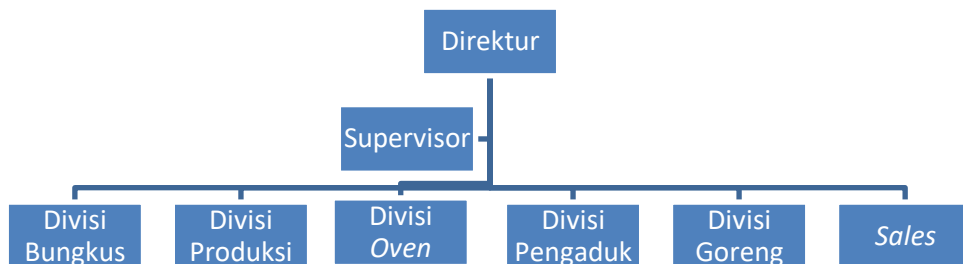 Direktur
Supervisor
Divisi
Bungkus
Divisi
Produksi
Divisi
Oven
Divisi
Pengaduk
Divisi
Goreng
Sales